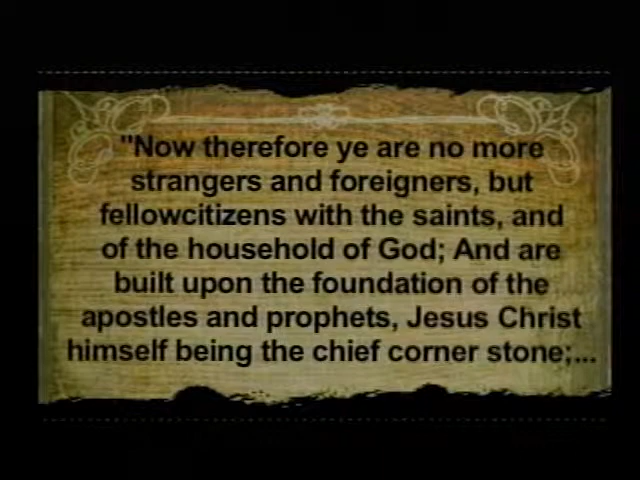 "Now therefore ye are no more
strangers and foreigners, but
fellowcitizens with the saints, and
of the household of God; And are
built upon the foundation of the
apostles and prophets, Jesus Christ
himself being the chief corner stone;...